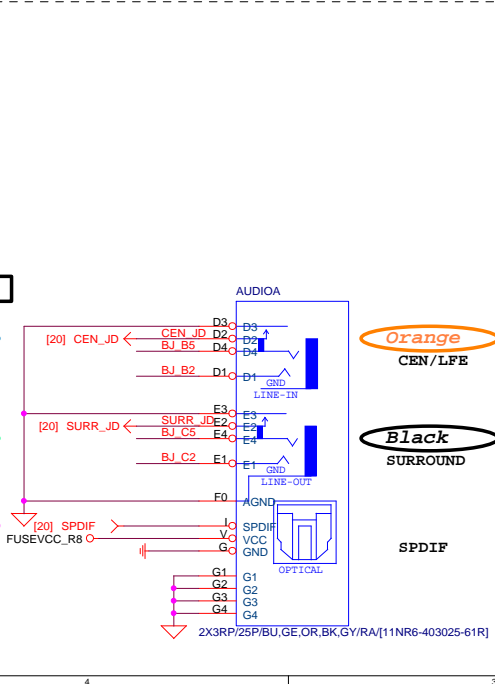 AUDIOA
D3 D3
[20] CEN_JD CEN_JD D2 D2
BJ_B5 D4 D4
BJ_B2 D1 D1
GND
LINE-IN
Orange
CEN/LFE
E3 E3
[20] SURR_JD SURR_JD E2 E2
BJ_C5 E4 E4
BJ_C2 E1 E1
GND
LINE-OUT
Black
SURROUND
F0 AGND
[20] SPDIF I SPDIF
FUSEVCC_R8 V VCC
G GND
OPTICAL
SPDIF
G1 G1
G2 G2
G3 G3
G4 G4
2X3RP/25P/BU,GE,OR,BK,GY/RA/[11NR6-403025-61R]
4